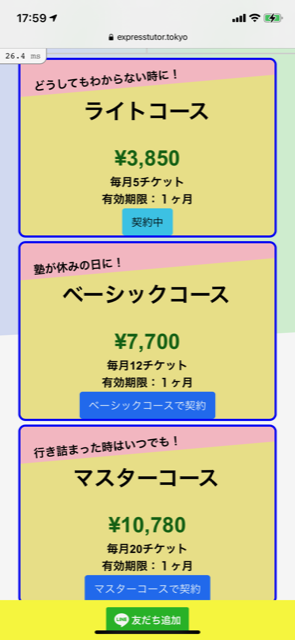 17:59
expresstutor.tokyo
26.4 ms
どうしてもわからない時に！
ライトコース
¥3,850
毎月5チケット
有効期限：１ヶ月
契約中
塾が休みの日に！
ベーシックコース
¥7,700
毎月12チケット
有効期限：１ヶ月
ベーシックコースで契約
行き詰まった時はいつでも！
マスターコース
¥10,780
毎月20チケット
有効期限：１ヶ月
マスターコースで契約
LINE 友だち追加